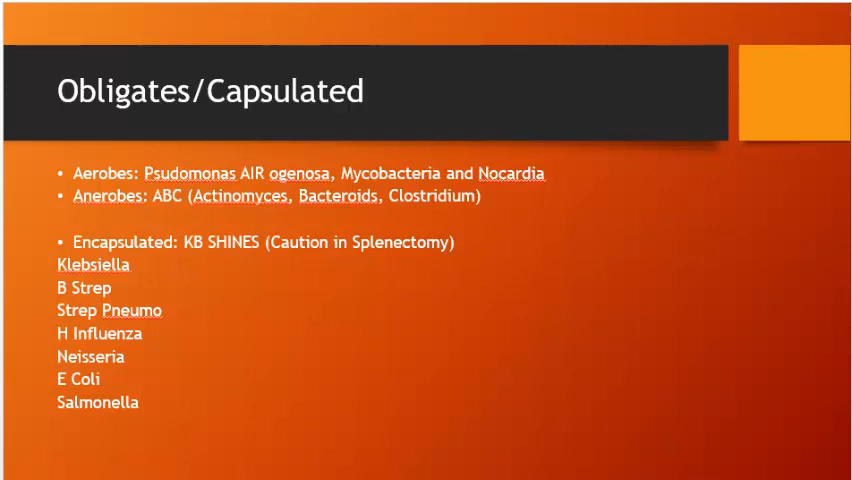 Obligates/Capsulated
• Aerobes: Psudomonas AIR ogenosa, Mycobacteria and Nocardia
• Anerobes: ABC (Actinomyces, Bacteroids, Clostridium)
• Encapsulated: KB SHINES (Caution in Splenectomy)
Klebsiella
B Strep
Strep Pneumo
H Influenza
Neisseria
E Coli
Salmonella